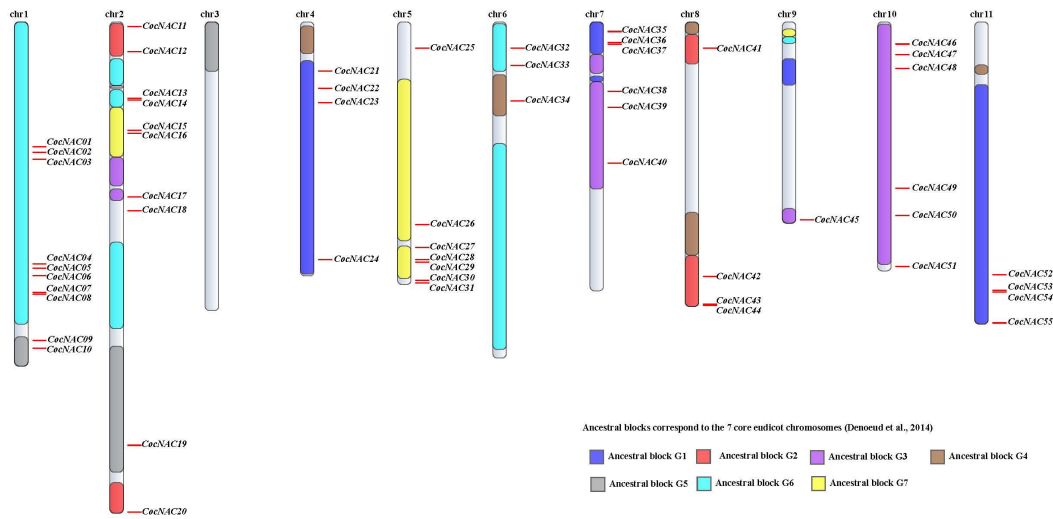 chr1 chr2 chr3 chr4 chr5 chr6 chr7 chr8 chr9 chr10 chr11
CocNAC01
CocNAC02
CocNAC03
CocNAC04
CocNAC05
CocNAC06
CocNAC07
CocNAC08
CocNAC09
CocNAC10
CocNAC11
CocNAC12
CocNAC13
CocNAC14
CocNAC15
CocNAC16
CocNAC17
CocNAC18
CocNAC19
CocNAC20
CocNAC21
CocNAC22
CocNAC23
CocNAC24
CocNAC25
CocNAC26
CocNAC27
CocNAC28
CocNAC29
CocNAC30
CocNAC31
CocNAC32
CocNAC33
CocNAC34
CocNAC35
CocNAC36
CocNAC37
CocNAC38
CocNAC39
CocNAC40
CocNAC41
CocNAC42
CocNAC43
CocNAC44
CocNAC45
CocNAC46
CocNAC47
CocNAC48
CocNAC49
CocNAC50
CocNAC51
CocNAC52
CocNAC53
CocNAC54
CocNAC55
Ancestral blocks correspond to the 7 core eudicot chromosomes (Denoeud et al., 2014)
Ancestral block G1 Ancestral block G2 Ancestral block G3 Ancestral block G4
Ancestral block G5 Ancestral block G6 Ancestral block G7